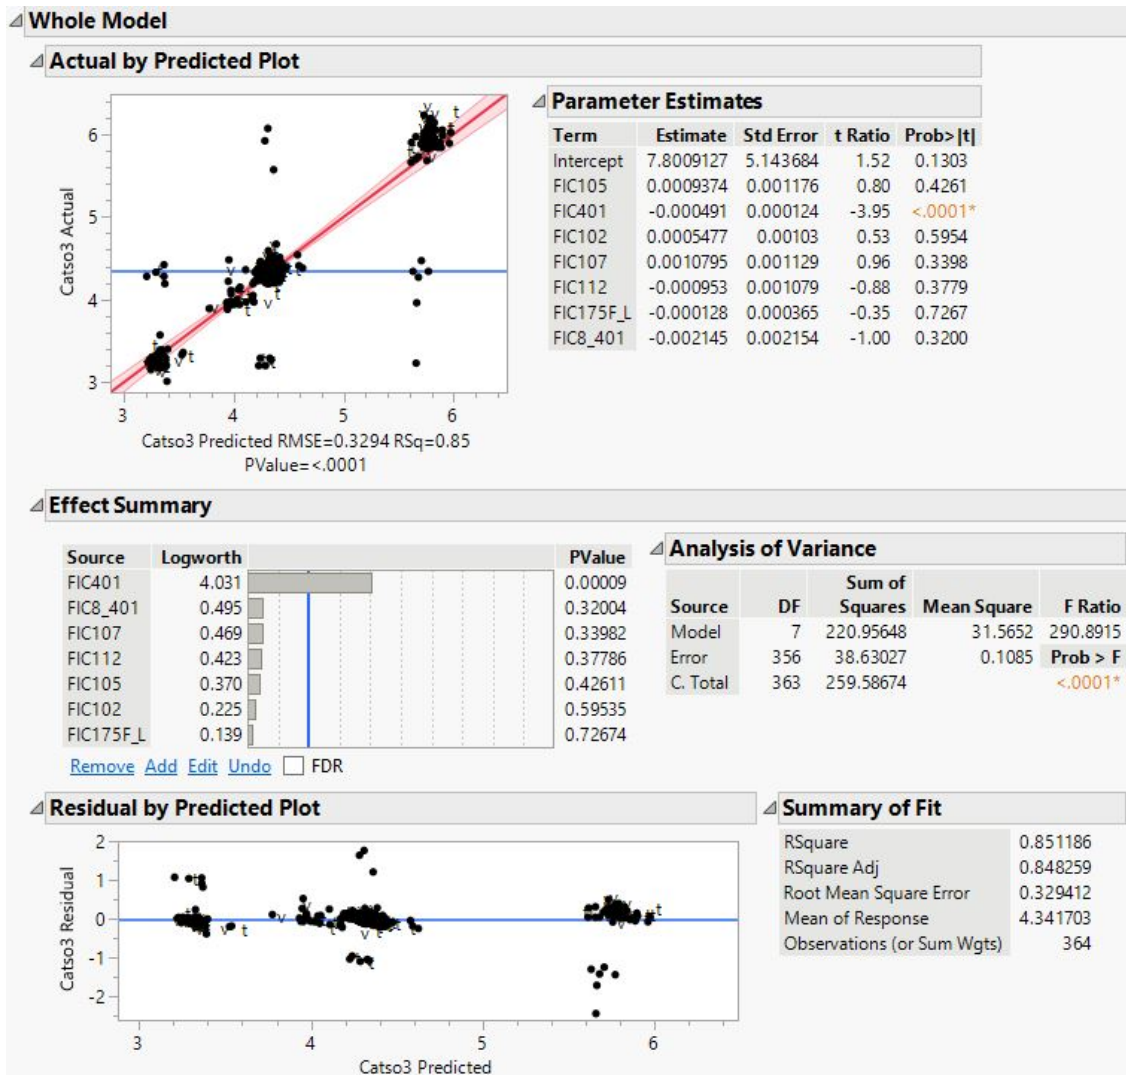 Whole Model
Actual by Predicted Plot
6
5
4
3
Catso3 Actual
v
v v t
t
v
v
v
t
t
v
v
t
t
t
v t
v
t
3 4 5 6
Catso3 Predicted RMSE=0.3294 RSq=0.85
PValue=<.0001
Parameter Estimates
Term Estimate Std Error t Ratio Prob>|t|
Intercept 7.8009127 5.143684 1.52 0.1303
FIC105 0.0009374 0.001176 0.80 0.4261
FIC401 -0.000491 0.000124 -3.95 <.0001*
FIC102 0.0005477 0.00103 0.53 0.5954
FIC107 0.0010795 0.001129 0.96 0.3398
FIC112 -0.000953 0.001079 -0.88 0.3779
FIC175F_L -0.000128 0.000365 -0.35 0.7267
FIC8_401 -0.002145 0.002154 -1.00 0.3200
Effect Summary
Source Logworth PValue
FIC401 4.031 0.00009
FIC8_401 0.495 0.32004
FIC107 0.469 0.33982
FIC112 0.423 0.37786
FIC105 0.370 0.42611
FIC102 0.225 0.59535
FIC175F_L 0.139 0.72674
Remove Add Edit Undo FDR
Analysis of Variance
Sum of
Source DF Squares Mean Square F Ratio
Model 7 220.95648 31.5652 290.8915
Error 356 38.63027 0.1085 Prob > F
C. Total 363 259.58674 <.0001*
Residual by Predicted Plot
2
1
0
-1
-2
Catso3 Residual
3 4 5 6
Catso3 Predicted
Summary of Fit
RSquare 0.851186
RSquare Adj 0.848259
Root Mean Square Error 0.329412
Mean of Response 4.341703
Observations (or Sum Wgts) 364